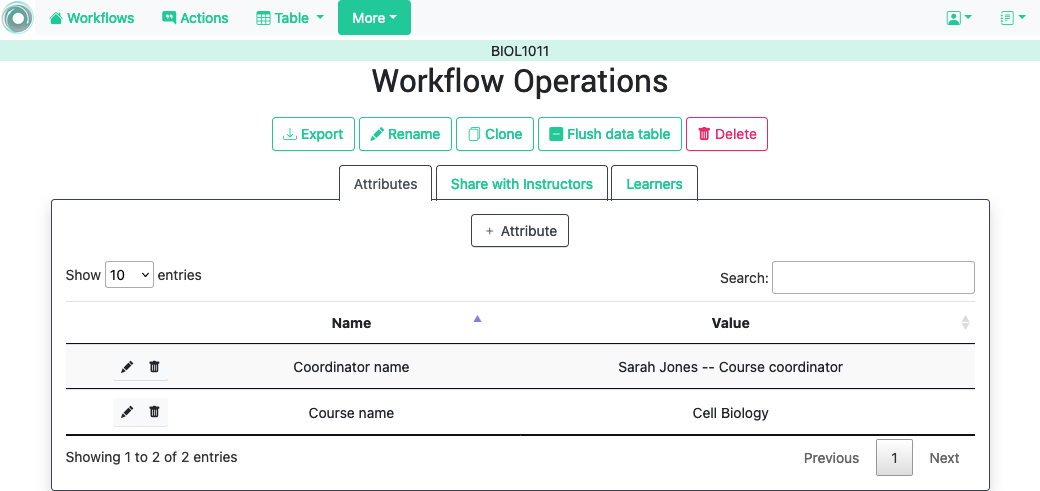 Workflows Actions Table More
BIOL1011
Workflow Operations
Export Rename Clone Flush data table Delete
Attributes Share with Instructors Learners
+ Attribute
Show 10 entries Search:
Name Value
Coordinator name Sarah Jones -- Course coordinator
Course name Cell Biology
Showing 1 to 2 of 2 entries Previous 1 Next